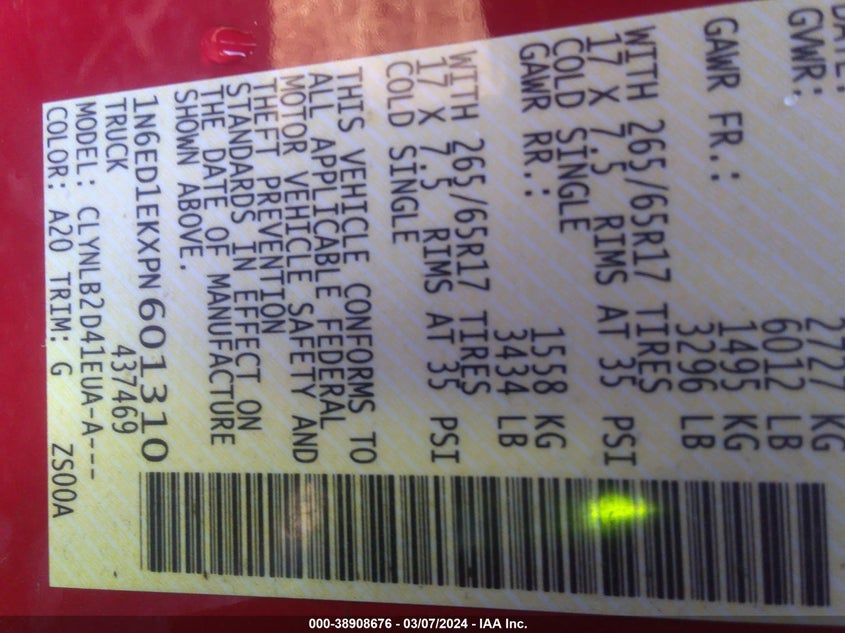 DATE:
GVWR: 2727 KG
6012 LB
GAWR FR.: 1495 KG
3296 LB
WITH 265/65R17 TIRES
17 X 7.5 RIMS AT 35 PSI
COLD SINGLE
GAWR RR.: 1558 KG
3434 LB
WITH 265/65R17 TIRES
17 X 7.5 RIMS AT 35 PSI
COLD SINGLE
THIS VEHICLE CONFORMS TO
ALL APPLICABLE FEDERAL
MOTOR VEHICLE SAFETY AND
THEFT PREVENTION
STANDARDS IN EFFECT ON
THE DATE OF MANUFACTURE
SHOWN ABOVE.
1N6ED1EKXPN601310
TRUCK 437469
MODEL: CLYNLB2D41EUA-A---
COLOR: A20 TRIM: G ZS00A
000-38908676 - 03/07/2024 - IAA Inc.